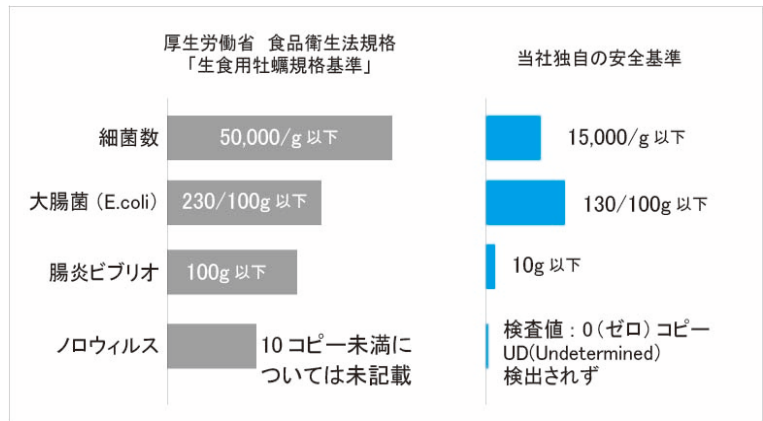 厚生労働省 食品衛生法規格
「生食用牡蠣規格基準」
当社独自の安全基準
細菌数
50,000/g 以下
15,000/g 以下
大腸菌（E.coli）
230/100g 以下
130/100g 以下
腸炎ビブリオ
100g 以下
10g 以下
ノロウィルス
10 コピー未満に
ついては未記載
検査値：0（ゼロ）コピー
UD(Undetermined)
検出されず